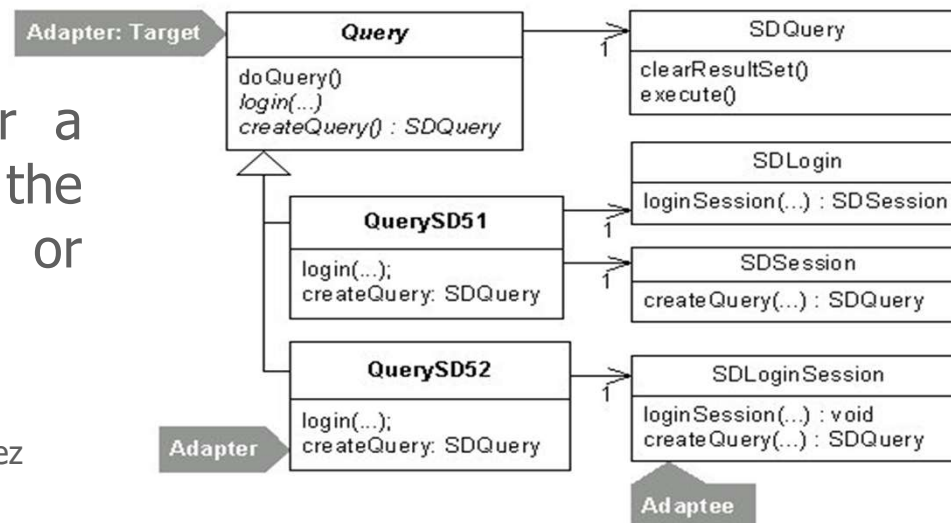 Adapter: Target
Query
doQuery()
login(...)
createQuery() : SDQuery
1
SDQuery
clearResultSet()
execute()
r a
the
or
SDLogin
loginSession(...) : SDSession
QuerySD51
login(...);
createQuery: SDQuery
1
1
SDSession
createQuery(...) : SDQuery
QuerySD52
login(...);
createQuery: SDQuery
1
SDLoginSession
loginSession(...) : void
createQuery(...) : SDQuery
ez
Adapter
Adaptee